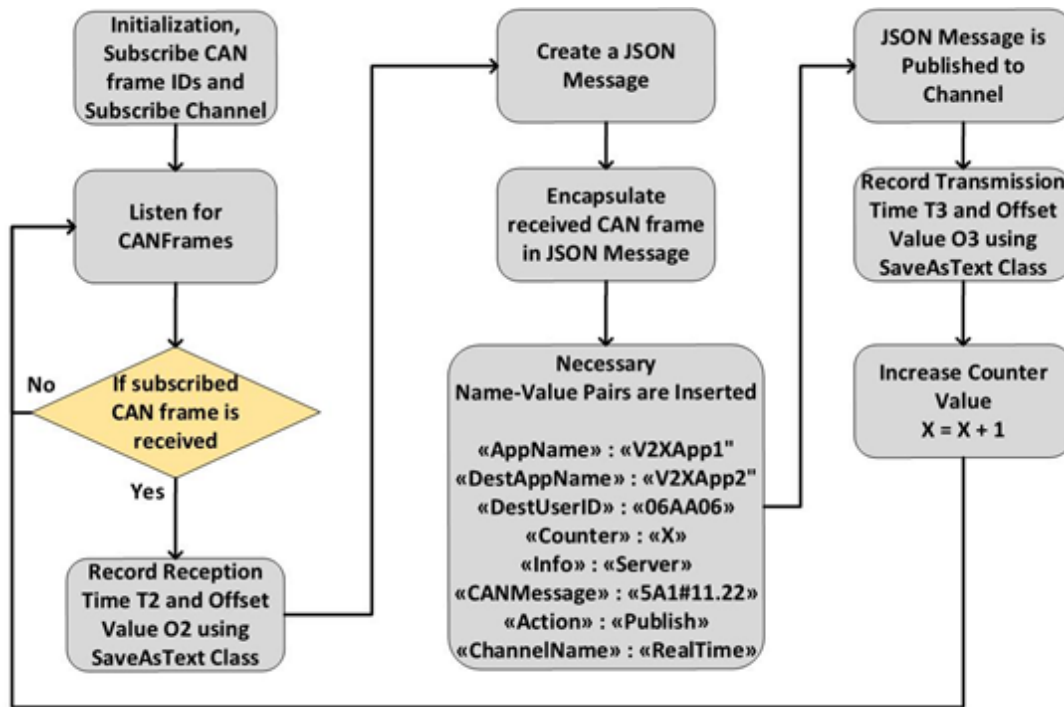 Initialization,
Subscribe CAN
frame IDs and
Subscribe Channel
Listen for
CANFrames
No
If subscribed
CAN frame is
received
Yes
Record Reception
Time T2 and Offset
Value O2 using
SaveAsText Class
Create a JSON
Message
Encapsulate
received CAN frame
in JSON Message
Necessary
Name-Value Pairs are Inserted
«AppName» : «V2XApp1"
«DestAppName» : «V2XApp2"
«DestUserID» : «06AA06»
«Counter» : «X»
«Info» : «Server»
«CANMessage» : «5A1#11.22»
«Action» : «Publish»
«ChannelName» : «RealTime»
JSON Message is
Published to
Channel
Record Transmission
Time T3 and Offset
Value O3 using
SaveAsText Class
Increase Counter
Value
X = X + 1